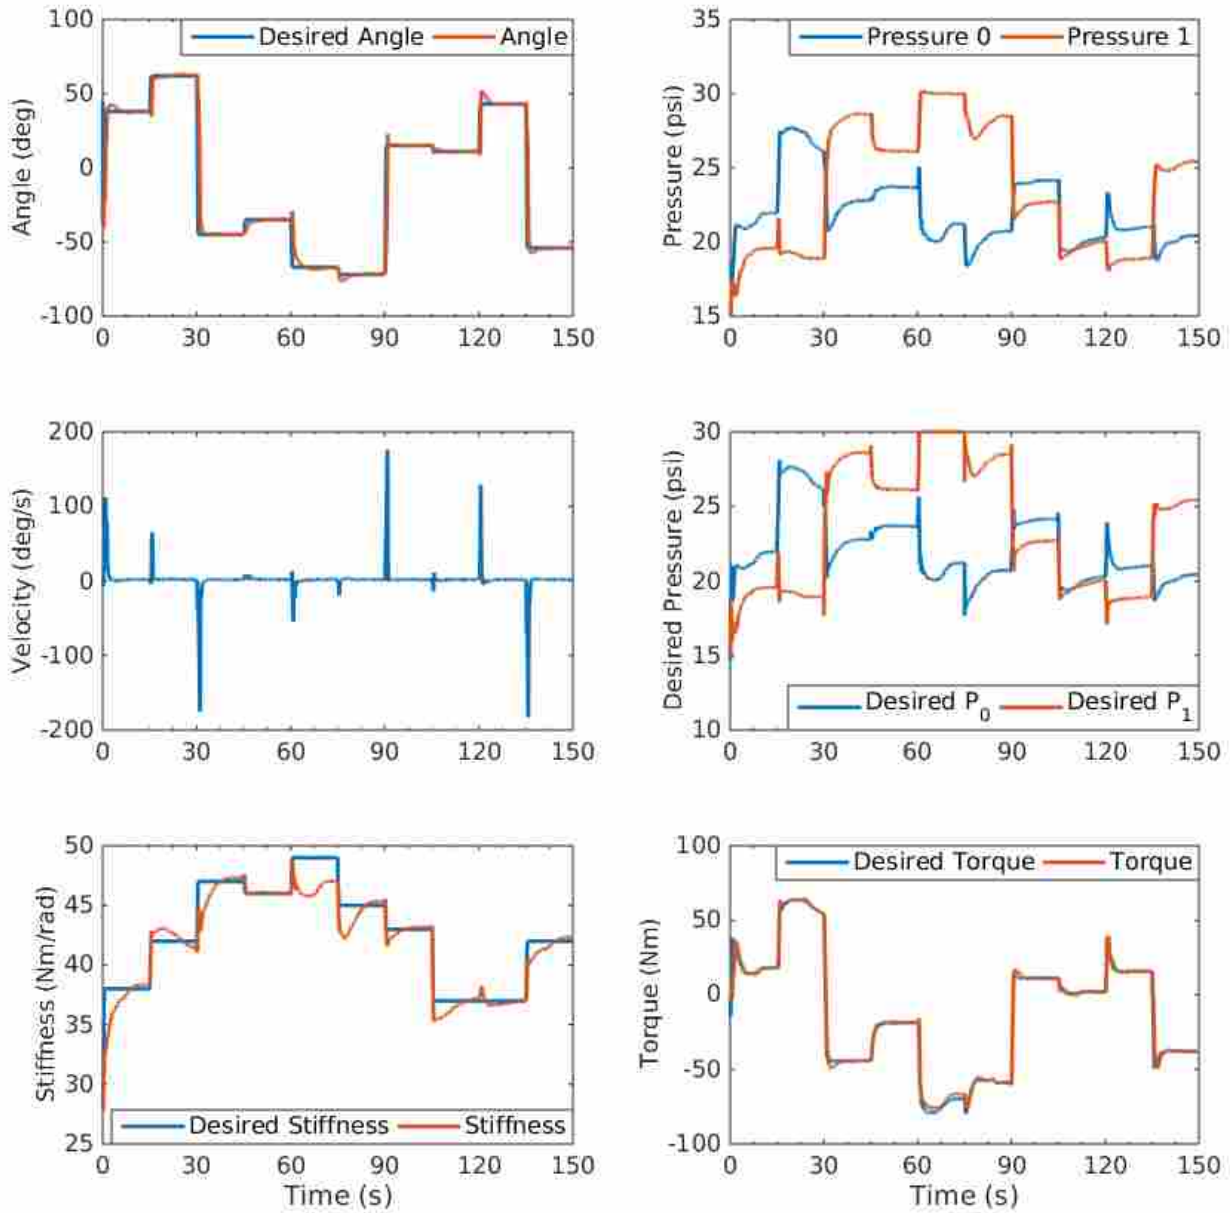 100
50
0
-50
-100
Angle (deg)
Desired Angle Angle
0 30 60 90 120 150
35
30
25
20
15
Pressure (psi)
Pressure 0 Pressure 1
0 30 60 90 120 150
200
100
0
-100
-200
Velocity (deg/s)
0 30 60 90 120 150
30
25
20
15
10
Desired Pressure (psi)
Desired P0 Desired P1
0 30 60 90 120 150
50
45
40
35
30
25
Stiffness (Nm/rad)
Desired Stiffness Stiffness
0 30 60 90 120 150
Time (s)
100
50
0
-50
-100
Torque (Nm)
Desired Torque Torque
0 30 60 90 120 150
Time (s)